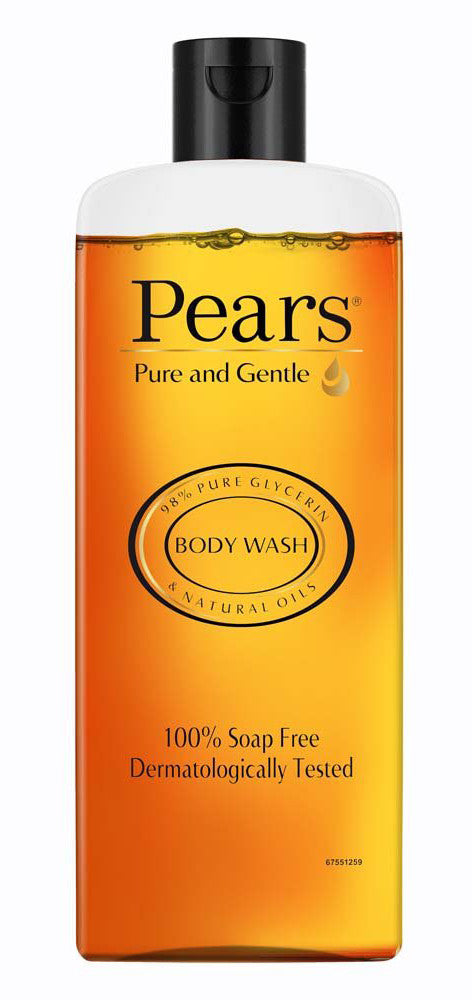 Pears®
Pure and Gentle
98% PURE GLYCERIN
BODY WASH
& NATURAL OILS
100% Soap Free
Dermatologically Tested
67551259